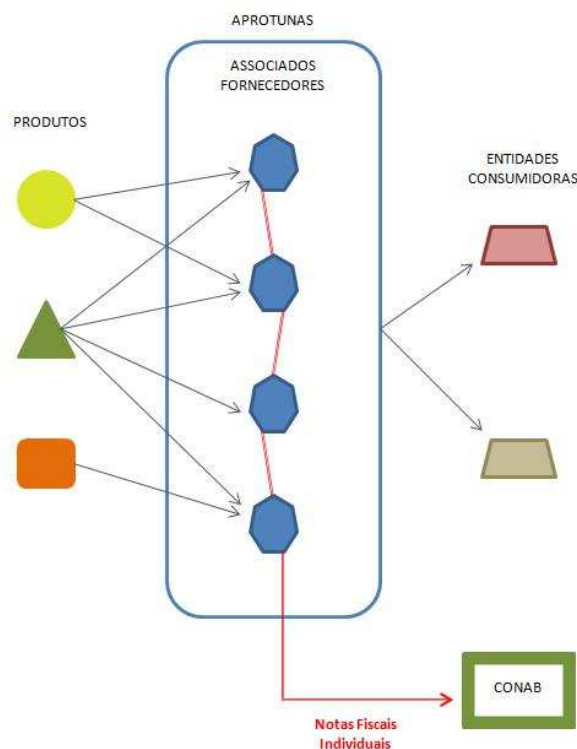 APROTUNAS
ASSOCIADOS
FORNECEDORES
PRODUTOS
ENTIDADES
CONSUMIDORAS
CONAB
Notas Fiscais
Individuais